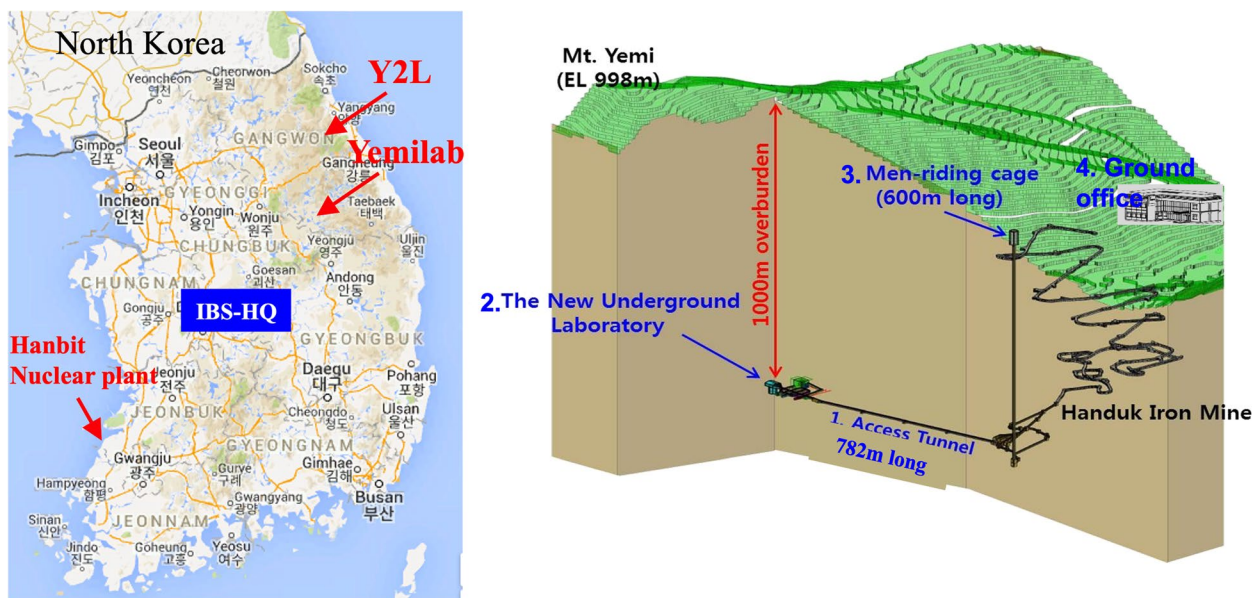 North Korea
Cheorwon
철원
Yeoncheon
연천
Sokcho
속초
Y2L
Yangyang
양양
GANGWON
Yemilab
Gimpo
김포
Seoul
서울
Gangneung
강릉
GYEONGGI
Incheon
인천
Yongin
용인
Wonju
원주
Taebaek
태백
CHUNGBUK
Yeongju
영주
Uljin
울진
CHUNGNAM
Goesan
괴산
Andong
안동
Gongju
공주
IBS-HQ
GYEONGBUK
Hanbit
Nuclear plant
Jeonju
전주
Daegu
대구
Pohang
포항
JEONBUK
Cheongdo
청도
Ulsan
울산
GYEONGNAM
Gwangju
광주
Gurye
구례
Gimhae
김해
Hampyeong
함평
Gwangyang
광양
Busan
부산
Sinan
신안
JEONNAM
Jindo
진도
Goheung
고흥
Yeosu
여수
Mt. Yemi
(EL 998m)
1000m overburden
3. Men-riding cage
(600m long)
4. Ground
office
2. The New Underground
Laboratory
Handuk Iron Mine
1. Access Tunnel
782m long